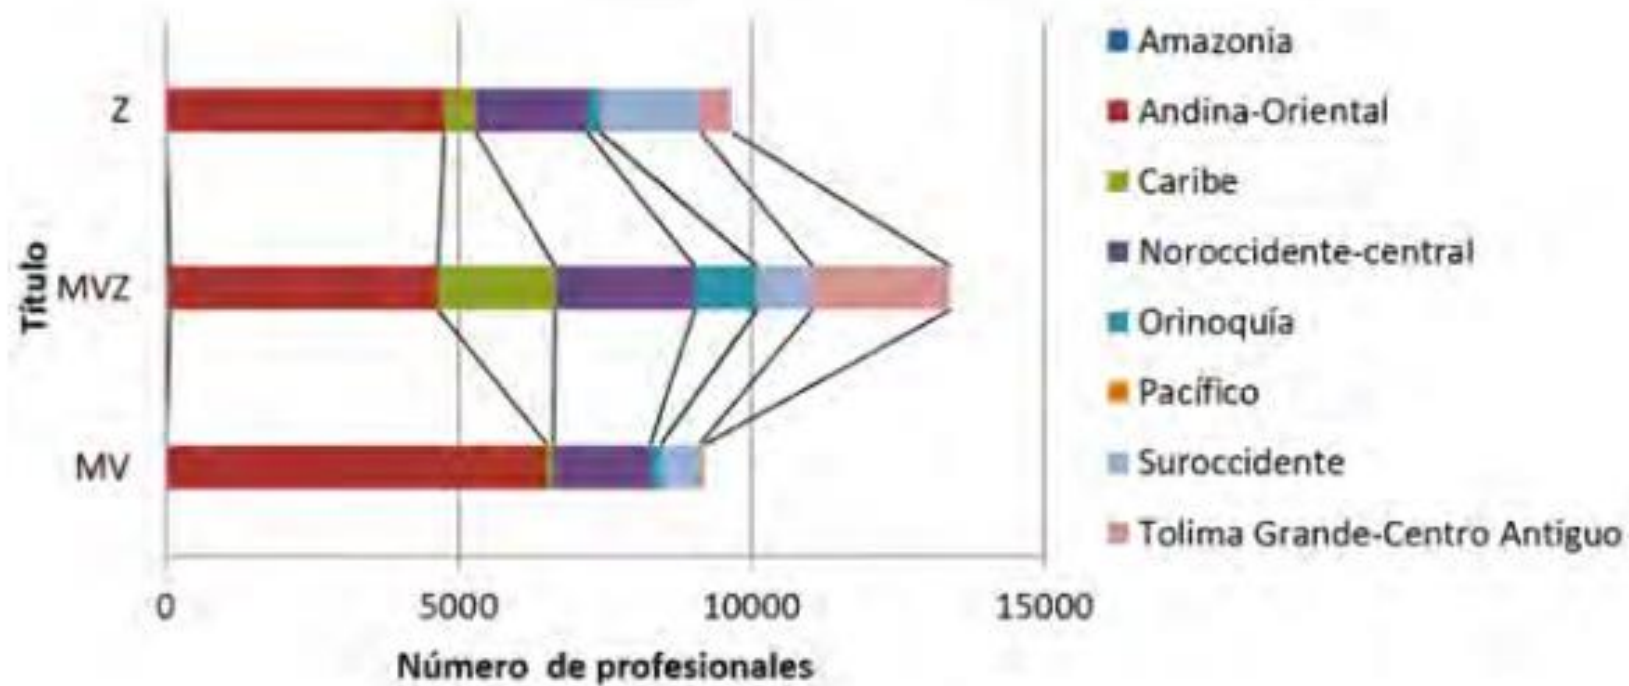 Título
Z
MVZ
MV
0 5000 10000 15000
Número de profesionales
Amazonia
Andina-Oriental
Caribe
Noroccidente-central
Orinoquía
Pacífico
Suroccidente
Tolima Grande-Centro Antiguo